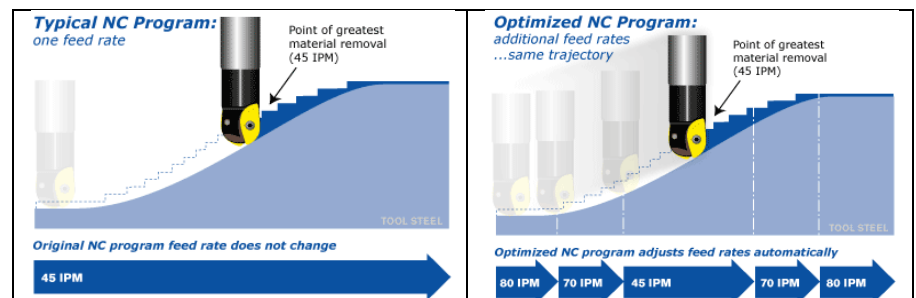 Typical NC Program:
one feed rate
Point of greatest
material removal
(45 IPM)
TOOL STEEL
Original NC program feed rate does not change
45 IPM
Optimized NC Program:
additional feed rates
...same trajectory
Point of greatest
material removal
(45 IPM)
TOOL STEEL
Optimized NC program adjusts feed rates automatically
80 IPM 70 IPM 45 IPM 70 IPM 80 IPM